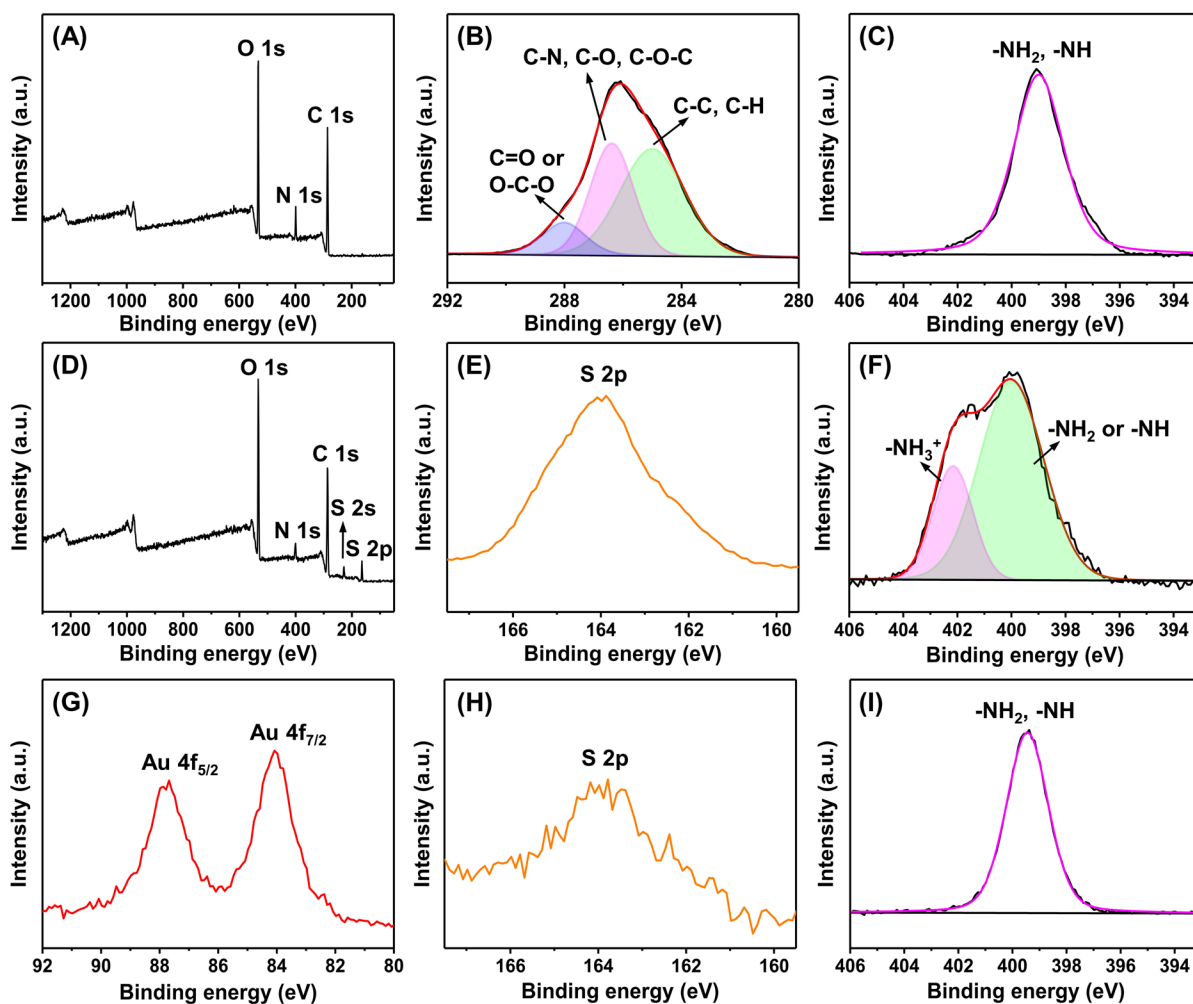 (A)
O 1s
C 1s
N 1s
Intensity (a.u.)
1200 1000 800 600 400 200
Binding energy (eV)
(B)
C-N, C-O, C-O-C
C-C, C-H
C=O or
O-C-O
Intensity (a.u.)
292 288 284 280
Binding energy (eV)
(C)
-NH₂, -NH
Intensity (a.u.)
406 404 402 400 398 396 394
Binding energy (eV)
(D)
O 1s
C 1s
S 2s
N 1s
S 2p
Intensity (a.u.)
1200 1000 800 600 400 200
Binding energy (eV)
(E)
S 2p
Intensity (a.u.)
166 164 162 160
Binding energy (eV)
(F)
-NH₃⁺
-NH₂ or -NH
Intensity (a.u.)
406 404 402 400 398 396 394
Binding energy (eV)
(G)
Au 4f₇/₂
Au 4f₅/₂
Intensity (a.u.)
92 90 88 86 84 82 80
Binding energy (eV)
(H)
S 2p
Intensity (a.u.)
166 164 162 160
Binding energy (eV)
(I)
-NH₂, -NH
Intensity (a.u.)
406 404 402 400 398 396 394
Binding energy (eV)